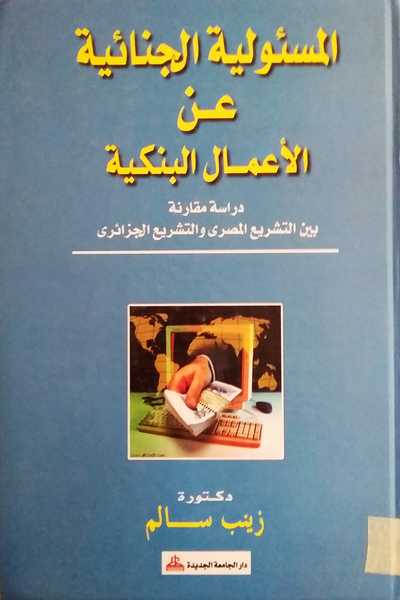 المسئولية الجنائية
عن
الأعمال البنكية
دراسة مقارنة
بين التشريع المصرى والتشريع الجزائرى
دكتورة
زينب سالم
دار الجامعة الجديدة